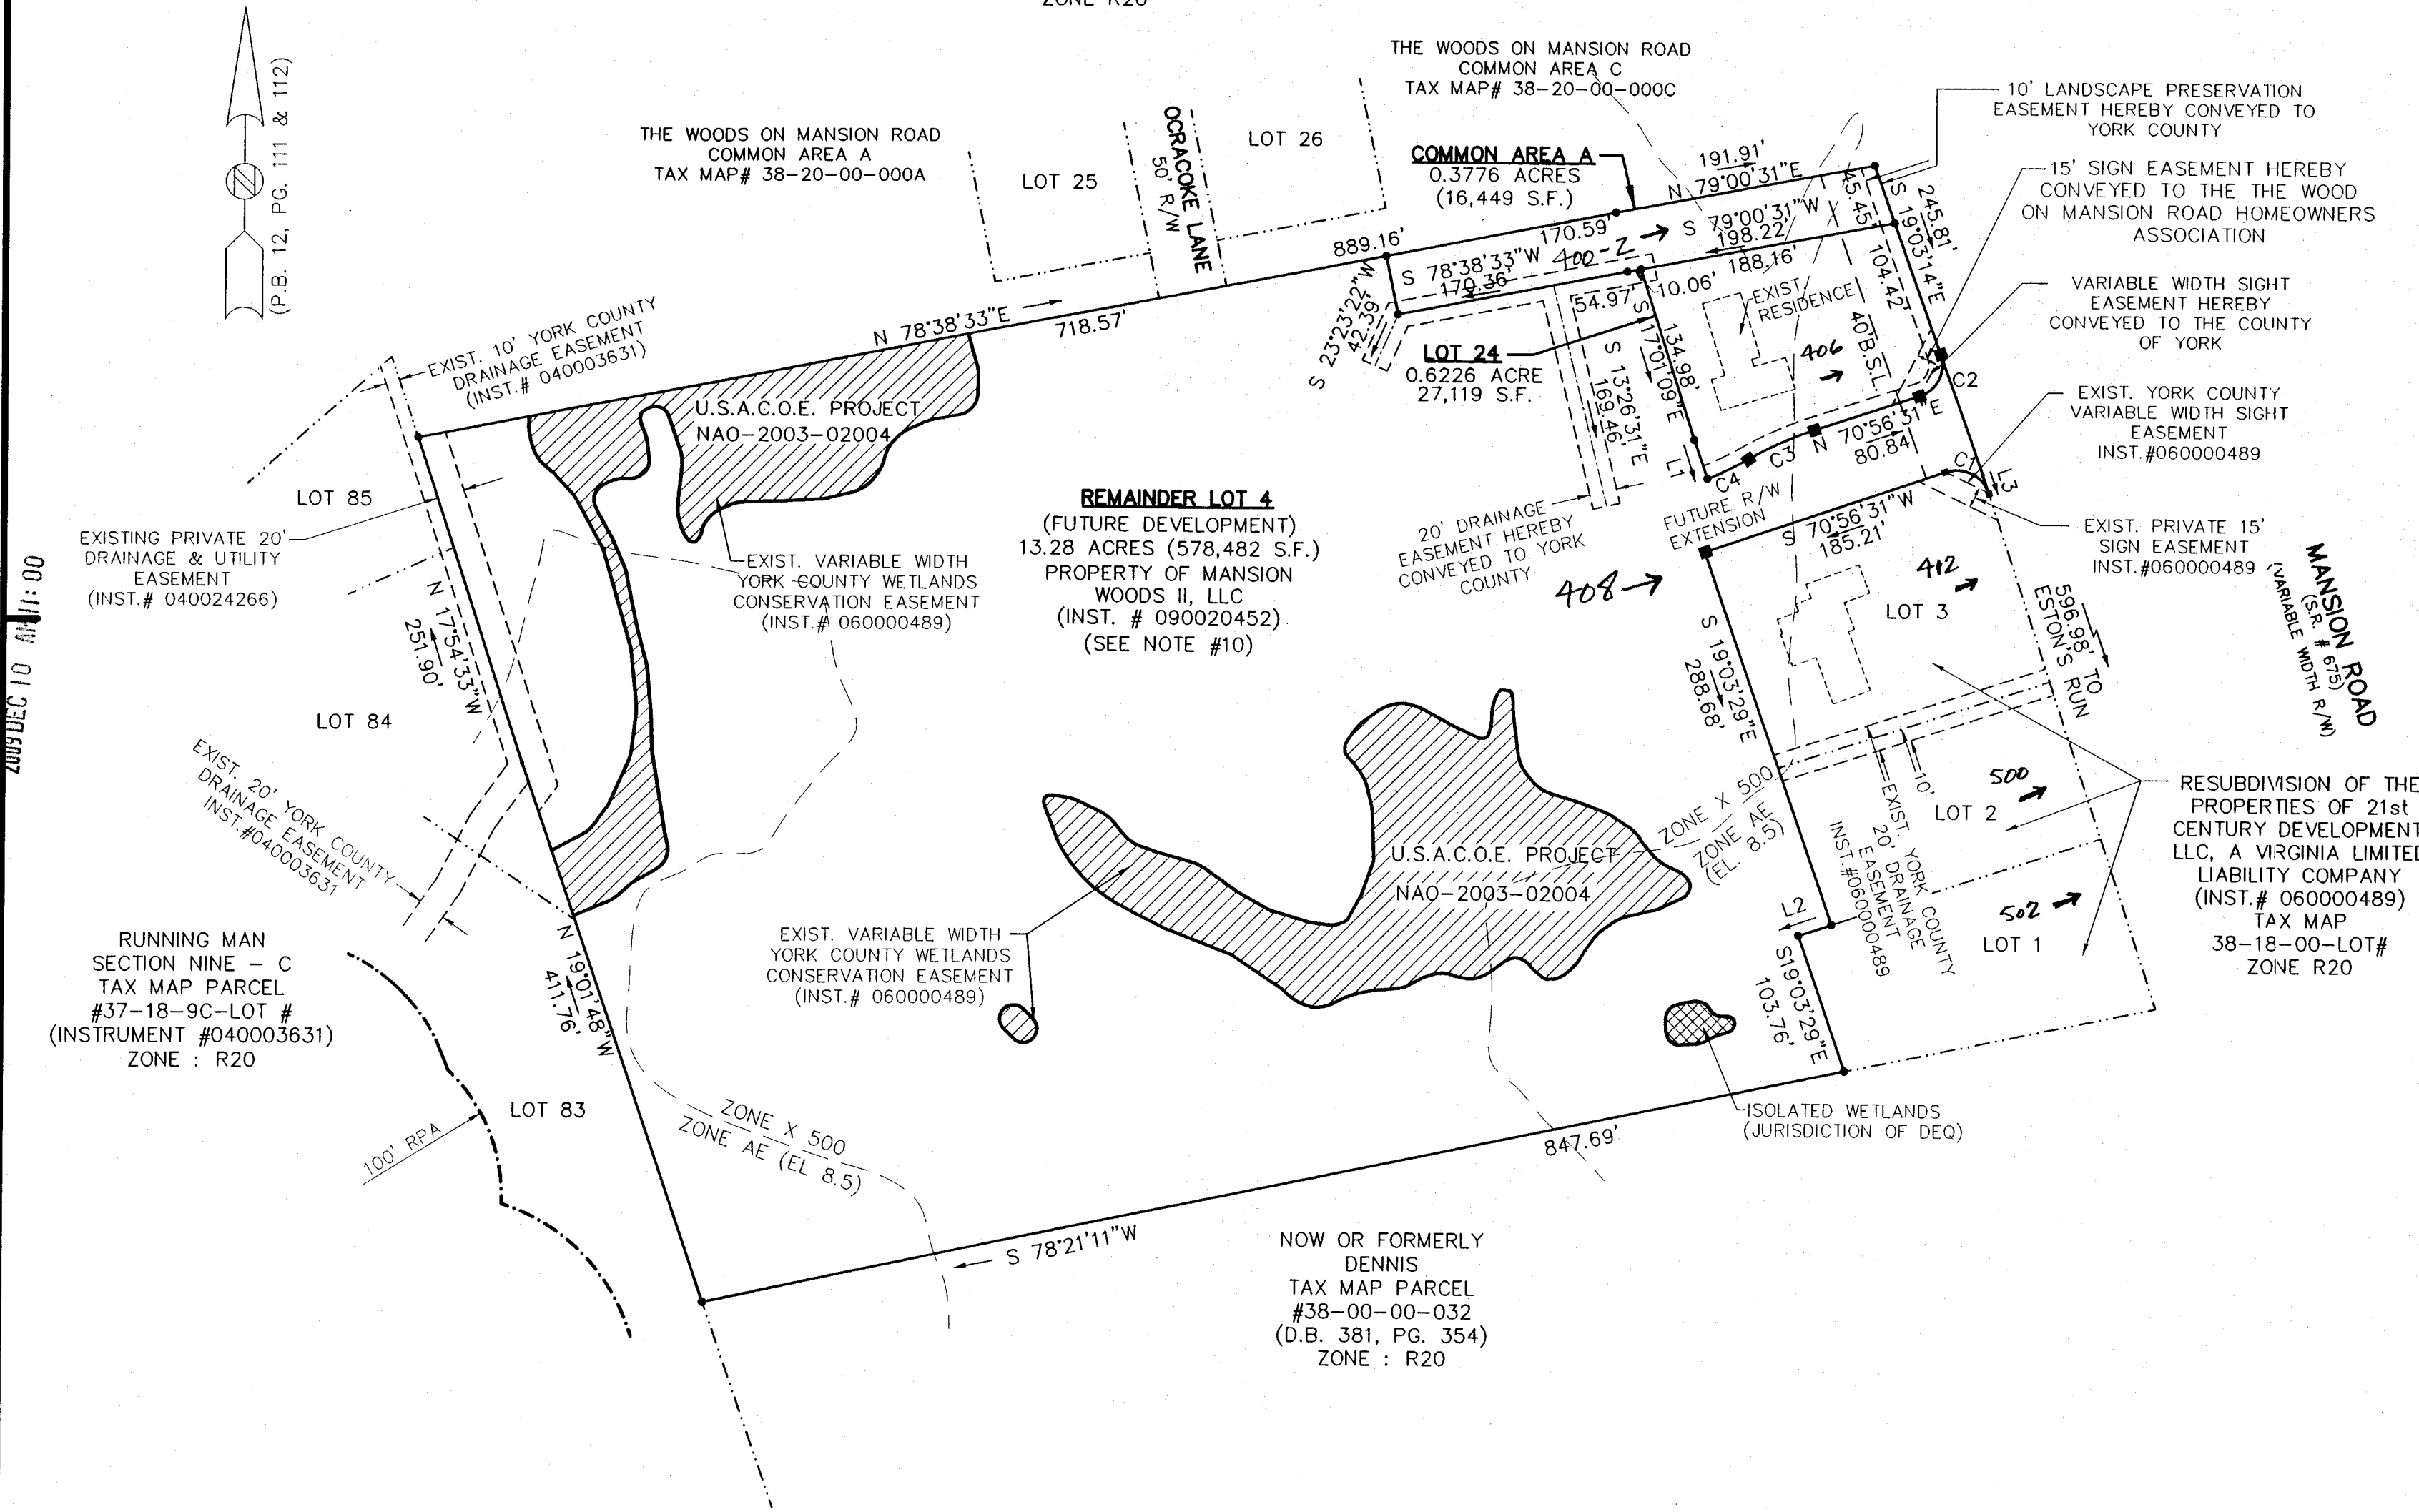 ZONE R20
(P.B. 12, PG. 111 & 112)
N
THE WOODS ON MANSION ROAD
COMMON AREA A
TAX MAP# 38-20-00-000A
LOT 25
OCRACOKE LANE
50' R/W
LOT 26
THE WOODS ON MANSION ROAD
COMMON AREA C
TAX MAP# 38-20-00-000C
COMMON AREA A
0.3776 ACRES
(16,449 S.F.)
10' LANDSCAPE PRESERVATION
EASEMENT HEREBY CONVEYED TO
YORK COUNTY
15' SIGN EASEMENT HEREBY
CONVEYED TO THE THE WOOD
ON MANSION ROAD HOMEOWNERS
ASSOCIATION
VARIABLE WIDTH SIGHT
EASEMENT HEREBY
CONVEYED TO THE COUNTY
OF YORK
EXIST. YORK COUNTY
VARIABLE WIDTH SIGHT
EASEMENT
INST.#060000489
EXIST. PRIVATE 15'
SIGN EASEMENT
INST.#060000489
191.91'
N 79°00'31"E
889.16'
170.59'
400-Z
S 79°00'31"W
198.22'
S 78°38'33"W
170.36'
188.16'
10.06'
54.97'
45.45'
S 19°03'14"E
245.81'
104.42'
S 23°23'22"W
42.39'
N 78°38'33"E
718.57'
LOT 24
0.6226 ACRE
27,119 S.F.
S 17°01'09"E
134.98'
S 13°26'31"E
169.46'
EXIST.
RESIDENCE
406
40'B.S.L.
C2
N 70°56'31"E
80.84'
C3
C4
L1
C1
L3
FUTURE R/W
EXTENSION
S 70°56'31"W
185.21'
20' DRAINAGE
EASEMENT HEREBY
CONVEYED TO YORK
COUNTY
408
412
LOT 3
EXIST. 10' YORK COUNTY
DRAINAGE EASEMENT
(INST.# 040003631)
U.S.A.C.O.E. PROJECT
NAO-2003-02004
LOT 85
EXISTING PRIVATE 20'
DRAINAGE & UTILITY
EASEMENT
(INST.# 040024266)
2009 DEC 10 AM 11:00
N 17°54'33"W
251.90'
LOT 84
EXIST. VARIABLE WIDTH
YORK COUNTY WETLANDS
CONSERVATION EASEMENT
(INST.# 060000489)
REMAINDER LOT 4
(FUTURE DEVELOPMENT)
13.28 ACRES (578,482 S.F.)
PROPERTY OF MANSION
WOODS II, LLC
(INST. # 090020452)
(SEE NOTE #10)
S 19°03'29"E
288.68'
596.98' TO
ESTON'S RUN
MANSION ROAD
(S.R. # 675)
(VARIABLE WIDTH R/W)
10'
500
LOT 2
EXIST. YORK COUNTY
20' DRAINAGE
EASEMENT
INST.#060000489
RESUBDIVISION OF THE
PROPERTIES OF 21st
CENTURY DEVELOPMENT
LLC, A VIRGINIA LIMITED
LIABILITY COMPANY
(INST.# 060000489)
TAX MAP
38-18-00-LOT#
ZONE R20
502
LOT 1
ZONE X 500
ZONE AE
(EL. 8.5)
U.S.A.C.O.E. PROJECT
NAO-2003-02004
L2
S19°03'29"E
103.76'
EXIST. 20' YORK COUNTY
DRAINAGE EASEMENT
INST.#040003631
RUNNING MAN
SECTION NINE - C
TAX MAP PARCEL
#37-18-9C-LOT #
(INSTRUMENT #040003631)
ZONE : R20
N 19°01'48"W
411.76'
EXIST. VARIABLE WIDTH
YORK COUNTY WETLANDS
CONSERVATION EASEMENT
(INST.# 060000489)
LOT 83
100' RPA
ZONE X 500
ZONE AE (EL 8.5)
ISOLATED WETLANDS
(JURISDICTION OF DEQ)
847.69'
S 78°21'11"W
NOW OR FORMERLY
DENNIS
TAX MAP PARCEL
#38-00-00-032
(D.B. 381, PG. 354)
ZONE : R20